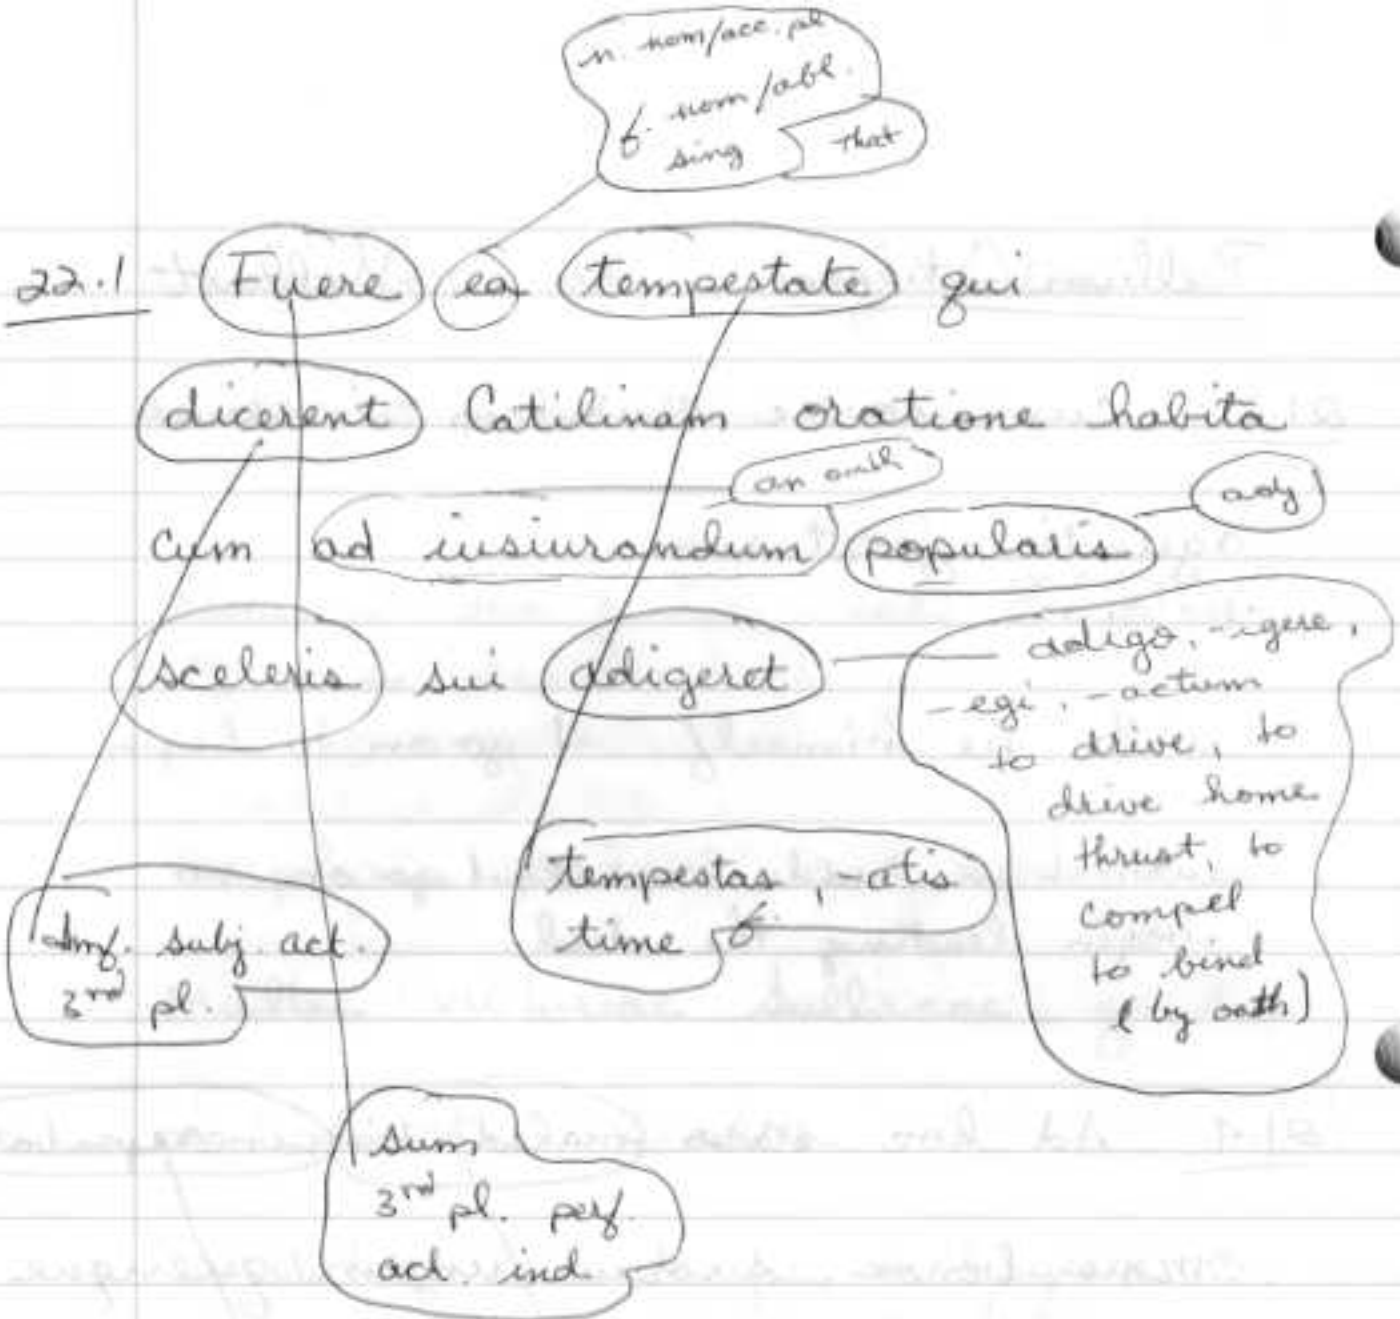 n. nom/acc. pl
f. nom/abl.
sing
that
22.1 Fuere ea tempestate qui
dicerent Catilinam oratione habita
an oath
adj
cum ad iusiurandum popularis
sceleris sui adigeret
adigo, -igere,
-egi, -actum
to drive, to
drive home
thrust, to
compel
to bind
(by oath)
tempestas, -atis
time f.
Imf. subj. act.
3rd pl.
sum
3rd pl. perf.
act. ind.